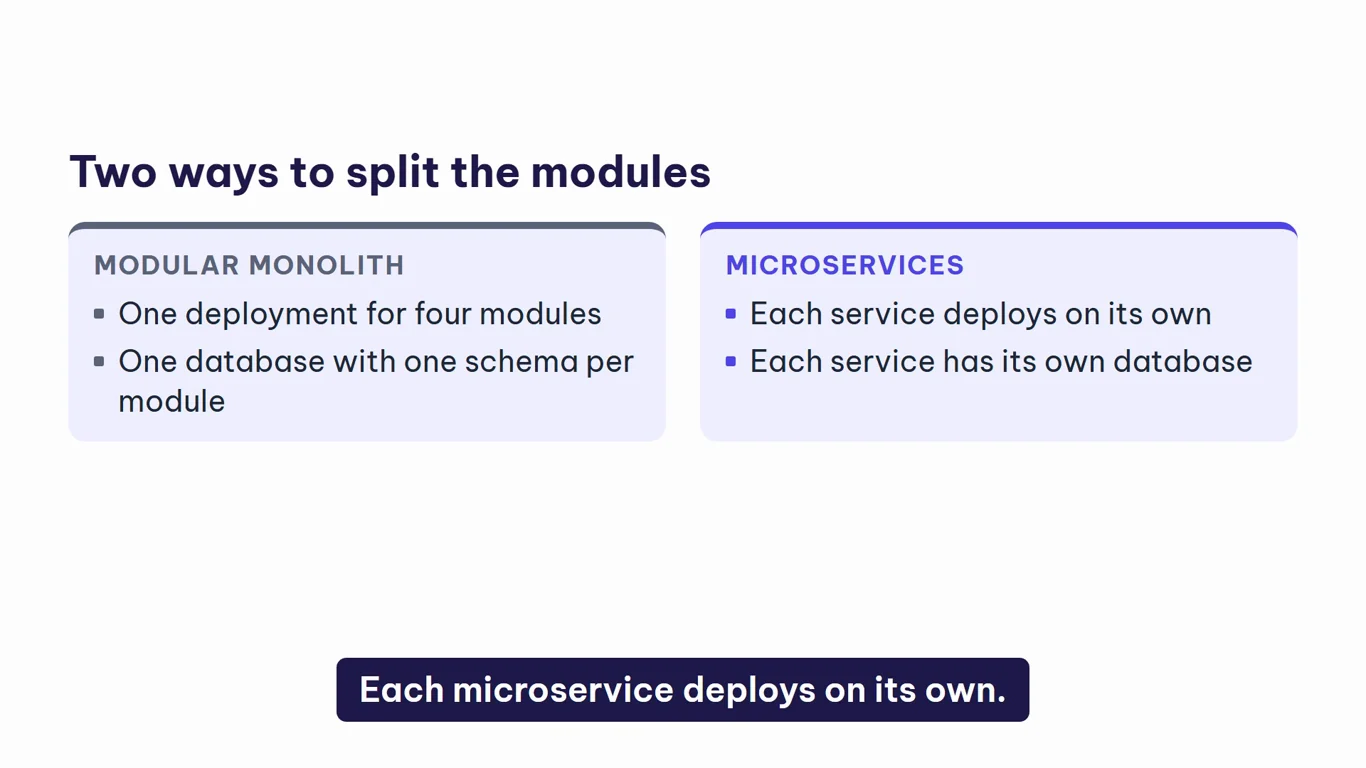 Two ways to split the modules
MODULAR MONOLITH
One deployment for four modules
One database with one schema per
module
MICROSERVICES
Each service deploys on its own
Each service has its own database
Each microservice deploys on its own.